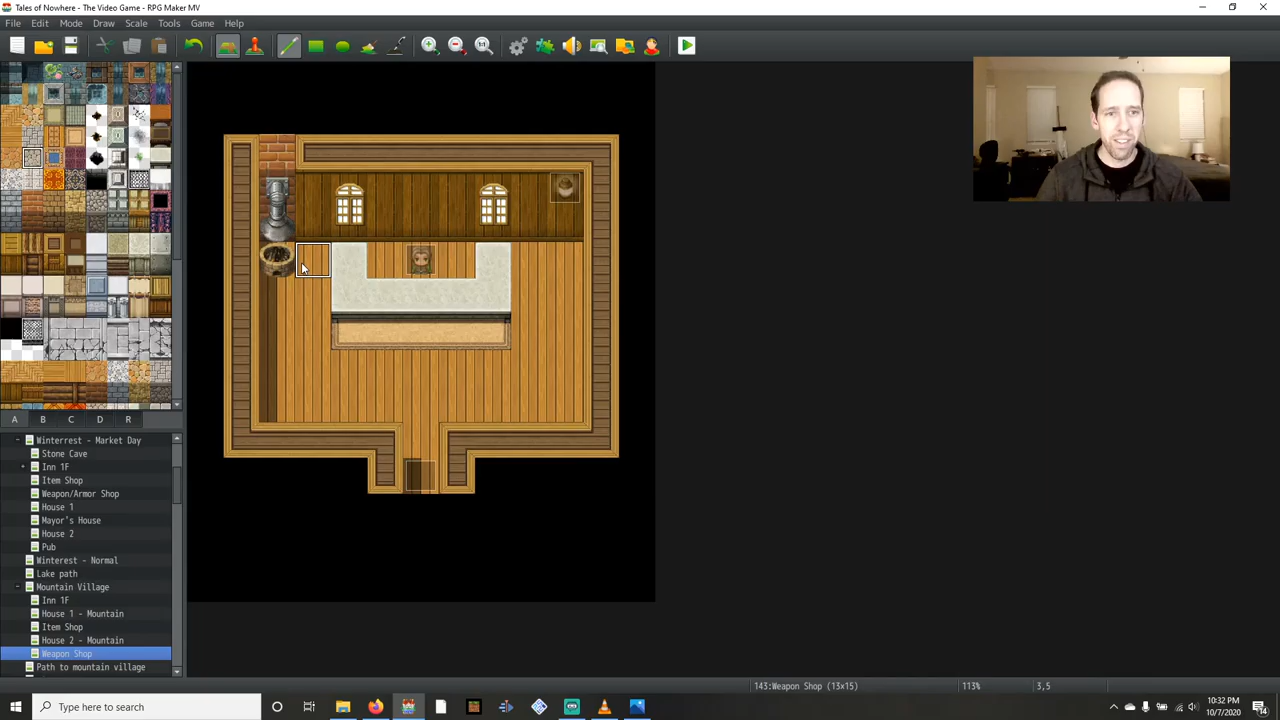 Tales of Nowhere - The Video Game - RPG Maker MV
File Edit Mode Draw Scale Tools Game Help
A B C D R
Winterrest - Market Day
Stone Cave
Inn 1F
Item Shop
Weapon/Armor Shop
House 1
Mayor's House
House 2
Pub
Winterest - Normal
Lake path
Mountain Village
Inn 1F
House 1 - Mountain
Item Shop
House 2 - Mountain
Weapon Shop
Path to mountain village
143:Weapon Shop (13x15) 113% 3,5
Type here to search
10:32 PM
10/7/2020